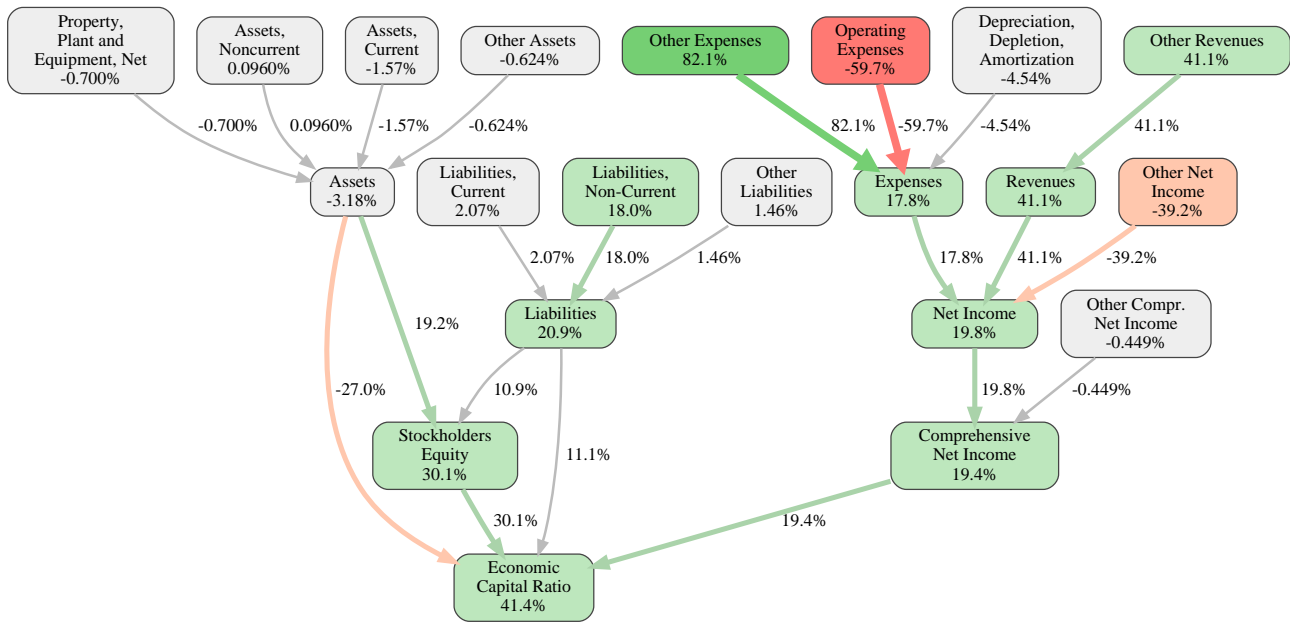 Property,
Plant and
Equipment, Net
-0.700%
Assets,
Noncurrent
0.0960%
Assets,
Current
-1.57%
Other Assets
-0.624%
Other Expenses
82.1%
Operating
Expenses
-59.7%
Depreciation,
Depletion,
Amortization
-4.54%
Other Revenues
41.1%
-0.700%
0.0960%
-1.57%
-0.624%
82.1%
-59.7%
-4.54%
41.1%
Assets
-3.18%
Liabilities,
Current
2.07%
Liabilities,
Non-Current
18.0%
Other
Liabilities
1.46%
Expenses
17.8%
Revenues
41.1%
Other Net
Income
-39.2%
2.07%
18.0%
1.46%
17.8%
41.1%
-39.2%
19.2%
Liabilities
20.9%
Net Income
19.8%
Other Compr.
Net Income
-0.449%
-27.0%
10.9%
19.8%
-0.449%
Stockholders
Equity
30.1%
11.1%
Comprehensive
Net Income
19.4%
30.1%
19.4%
Economic
Capital Ratio
41.4%